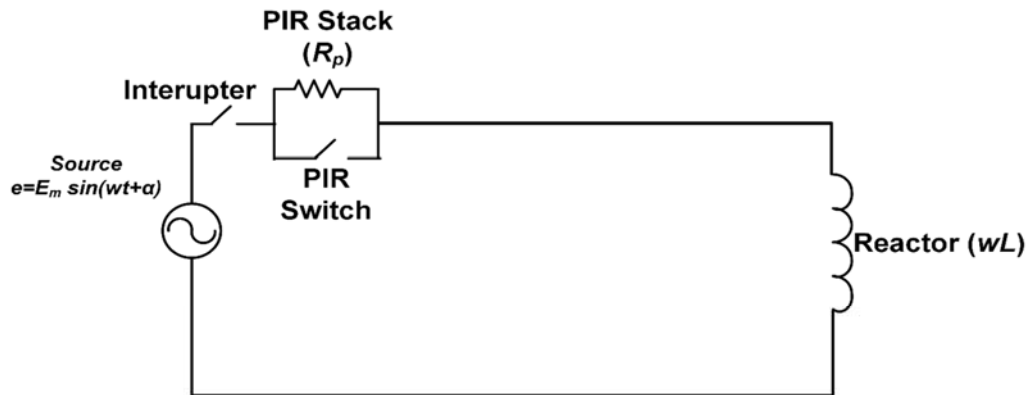 PIR Stack
(Rp)
Interupter
Source
e=Em sin(wt+α)
PIR
Switch
Reactor (wL)